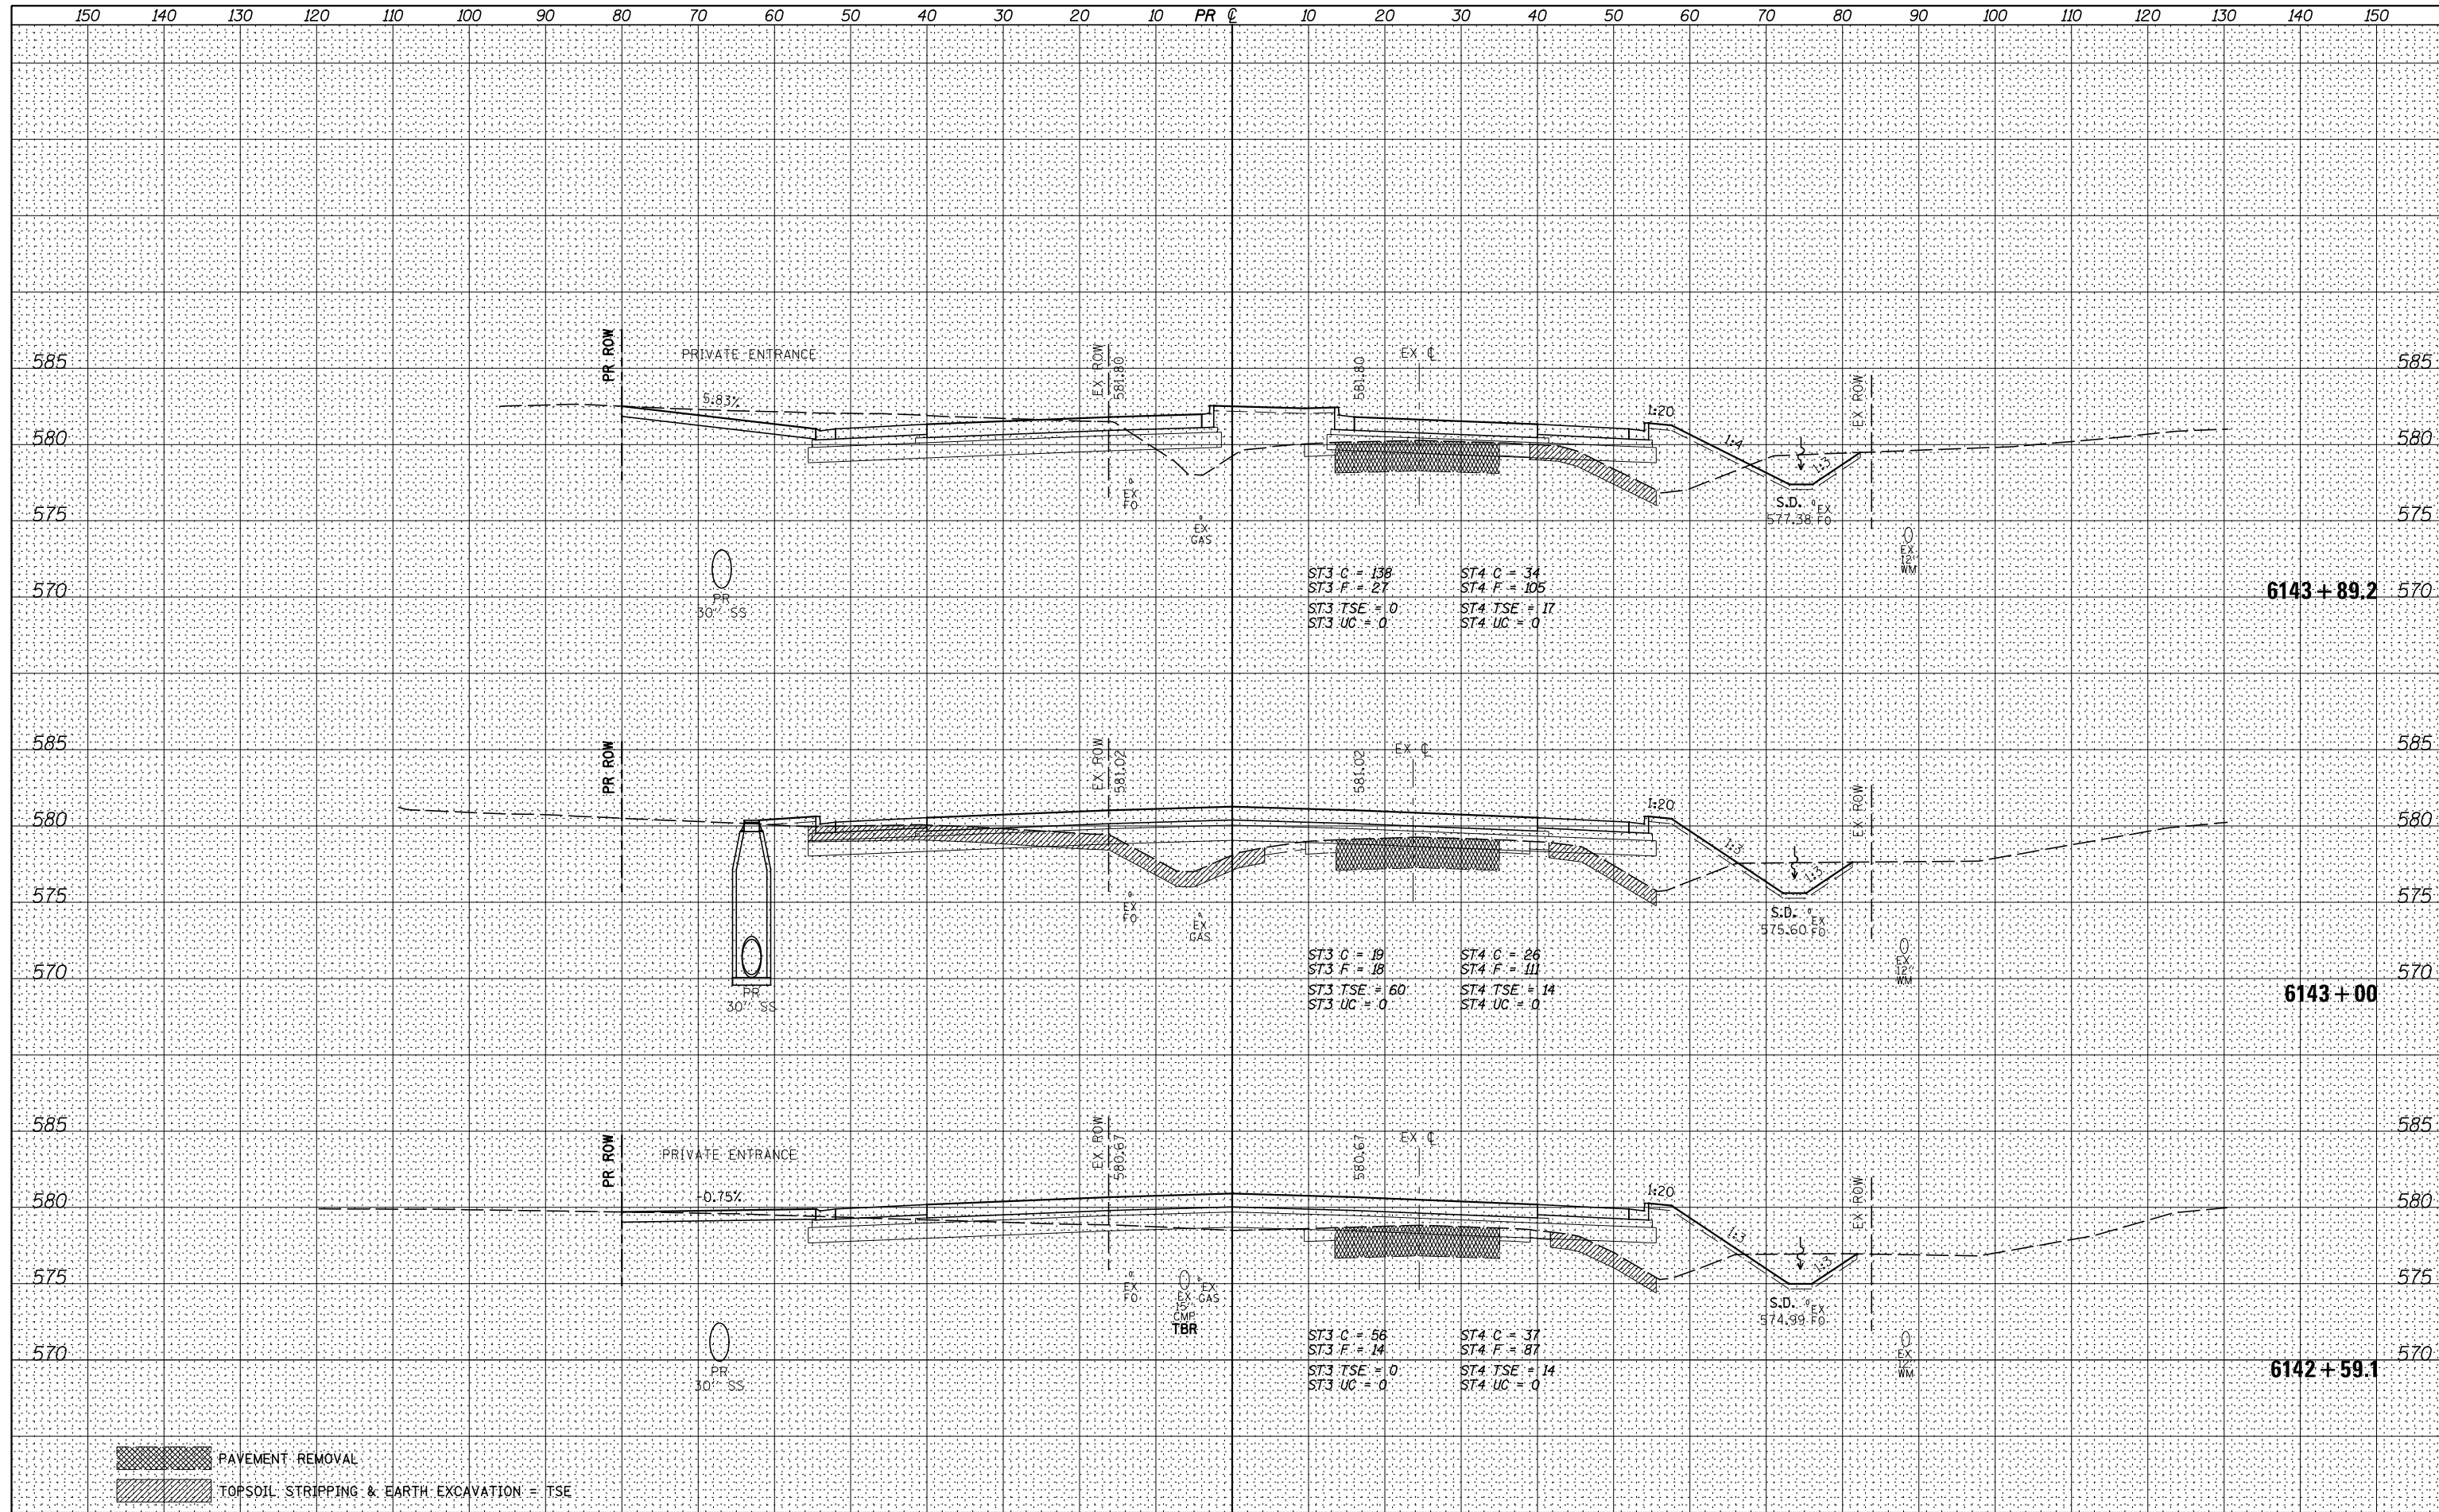 150 140 130 120 110 100 90 80 70 60 50 40 30 20 10 PR ℄ 10 20 30 40 50 60 70 80 90 100 110 120 130 140 150
PR ROW
PRIVATE ENTRANCE
EX ROW
581.80
581.80
EX ℄
EX ROW
585 585
5.83%
1:20
580 580
1:4
1:3
EX
FO
S.D.
577.38
EX
FO
575 575
EX
GAS
EX
12"
WM
ST3 C = 138 ST4 C = 34
ST3 F = 27 ST4 F = 105
ST3 TSE = 0 ST4 TSE = 17
ST3 UC = 0 ST4 UC = 0
570 6143+89.2 570
PR
30" SS
PR ROW
EX ROW
581.02
581.02
EX ℄
EX ROW
585 585
1:20
580 580
1:3
1:3
EX
FO
S.D.
575.60
EX
FO
575 575
EX
GAS
EX
12"
WM
ST3 C = 19 ST4 C = 26
ST3 F = 18 ST4 F = 111
ST3 TSE = 60 ST4 TSE = 14
ST3 UC = 0 ST4 UC = 0
570 570
6143+00
PR
30" SS
PR ROW
PRIVATE ENTRANCE
EX ROW
580.67
580.67
EX ℄
EX ROW
585 585
-0.75%
1:20
580 580
1:3
1:3
EX
FO
EX
15"
CMP
TBR
EX
GAS
575 575
S.D.
574.99
EX
FO
EX
12"
WM
ST3 C = 56 ST4 C = 37
ST3 F = 14 ST4 F = 87
ST3 TSE = 0 ST4 TSE = 14
ST3 UC = 0 ST4 UC = 0
570 570
6142+59.1
PR
30" SS
PAVEMENT REMOVAL
TOPSOIL STRIPPING & EARTH EXCAVATION = TSE